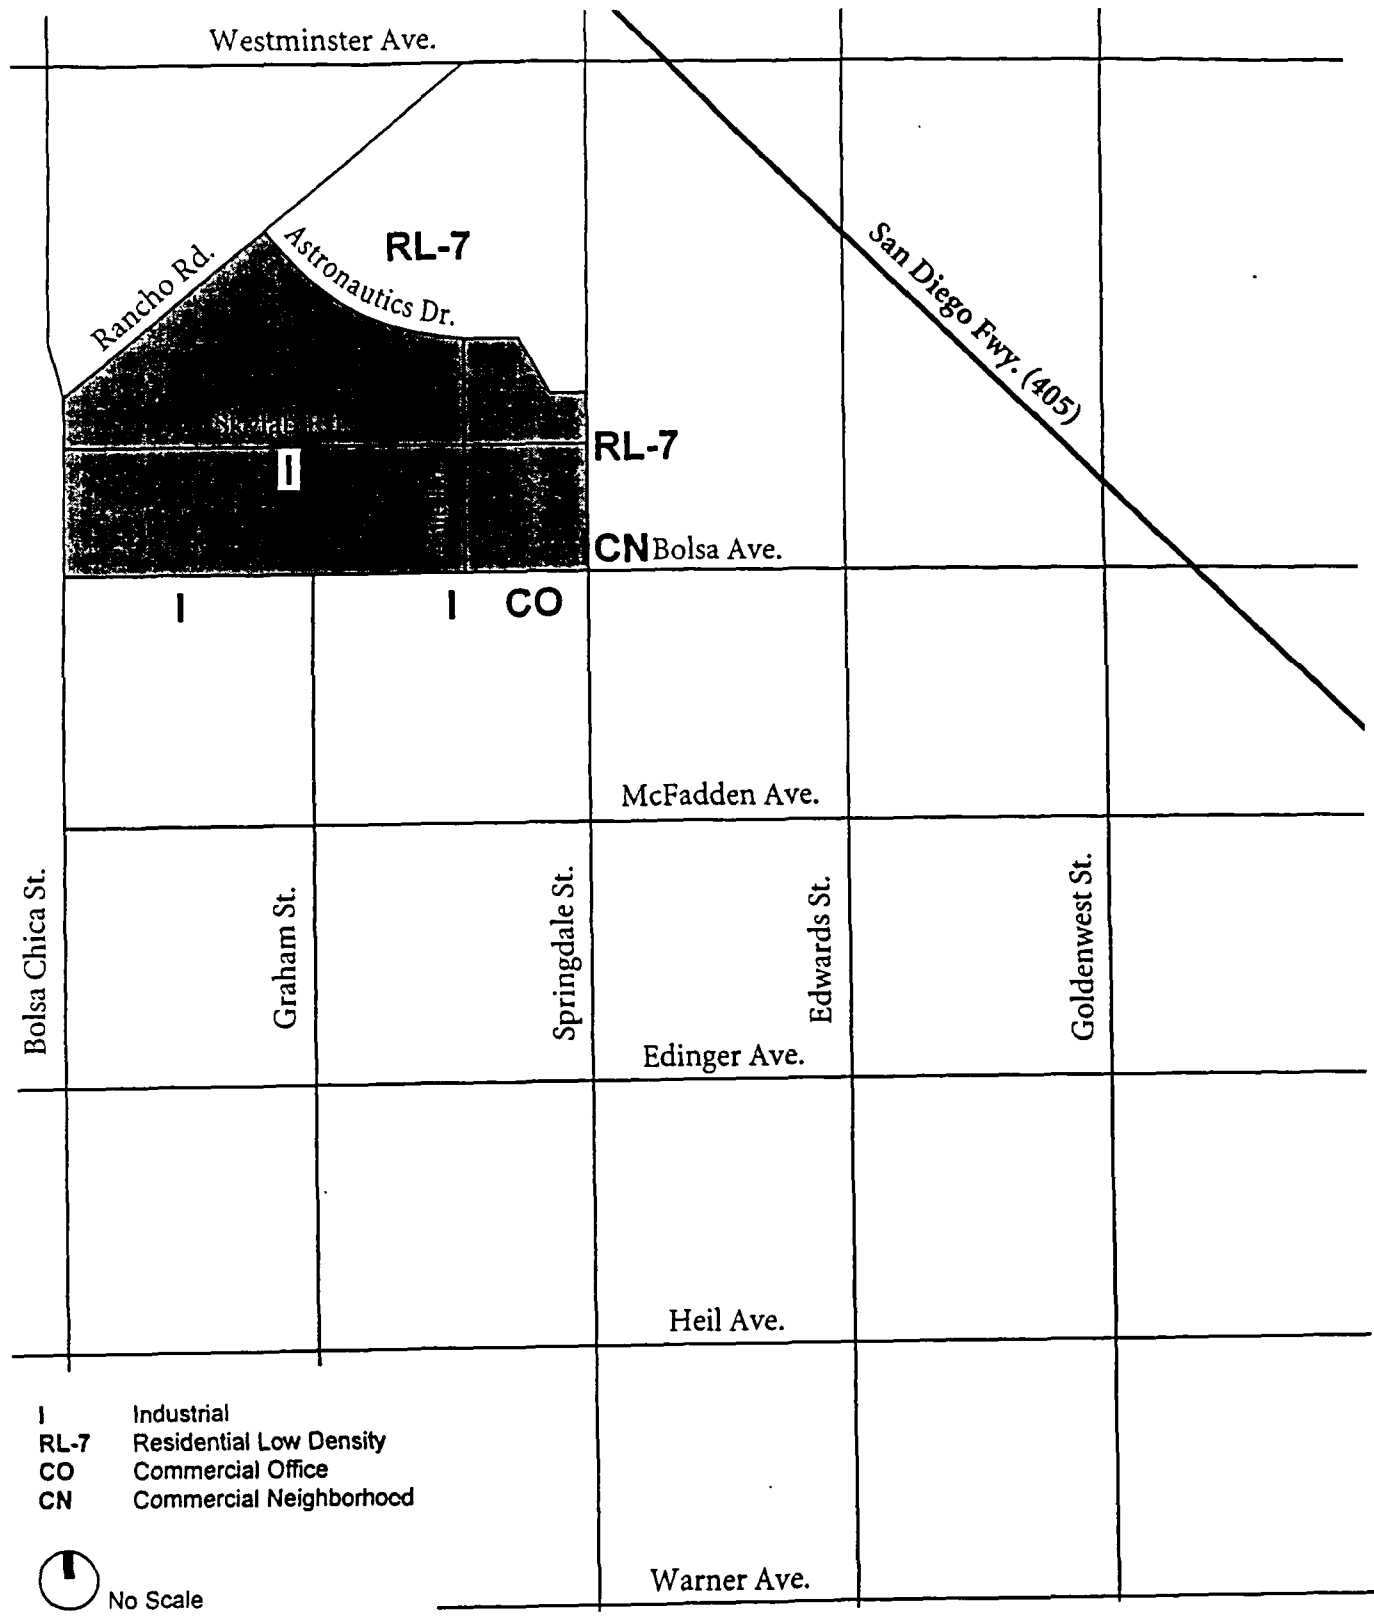 Westminster Ave.
RL-7
Astronautics Dr.
Rancho Rd.
San Diego Fwy. (405)
I
RL-7
CN Bolsa Ave.
I
I
CO
McFadden Ave.
Bolsa Chica St.
Graham St.
Springdale St.
Edwards St.
Goldenwest St.
Edinger Ave.
Heil Ave.
I Industrial
RL-7 Residential Low Density
CO Commercial Office
CN Commercial Neighborhood
No Scale
Warner Ave.